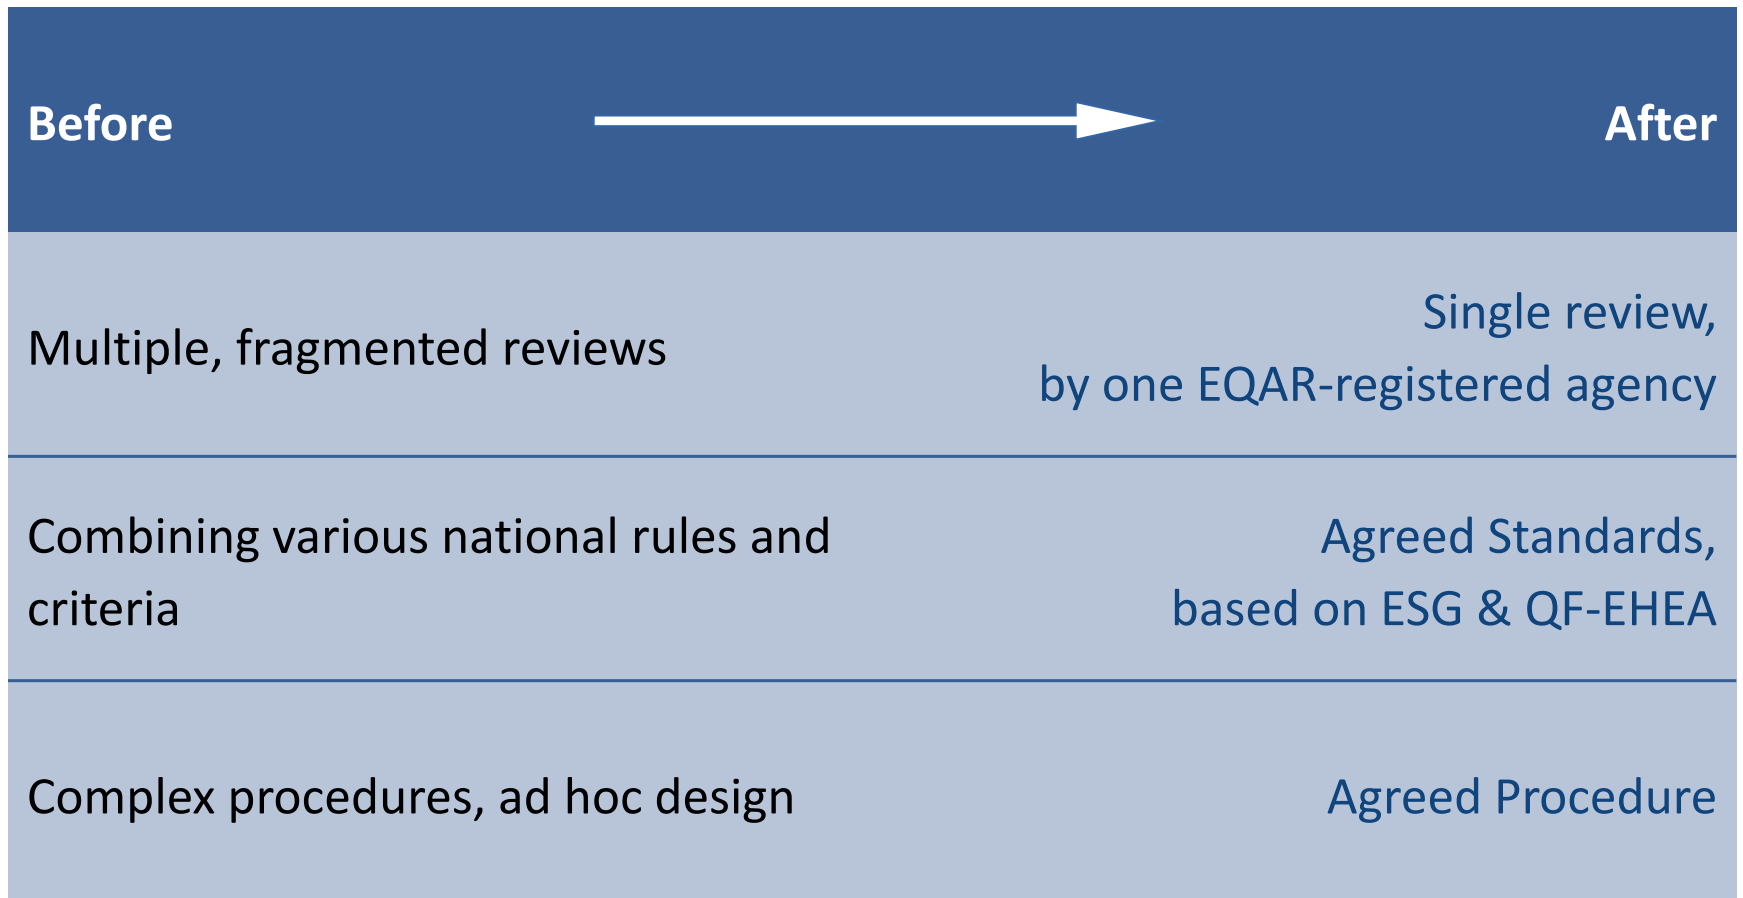 Before
After
Multiple, fragmented reviews
Single review,
by one EQAR-registered agency
Combining various national rules and
criteria
Agreed Standards,
based on ESG & QF-EHEA
Complex procedures, ad hoc design
Agreed Procedure